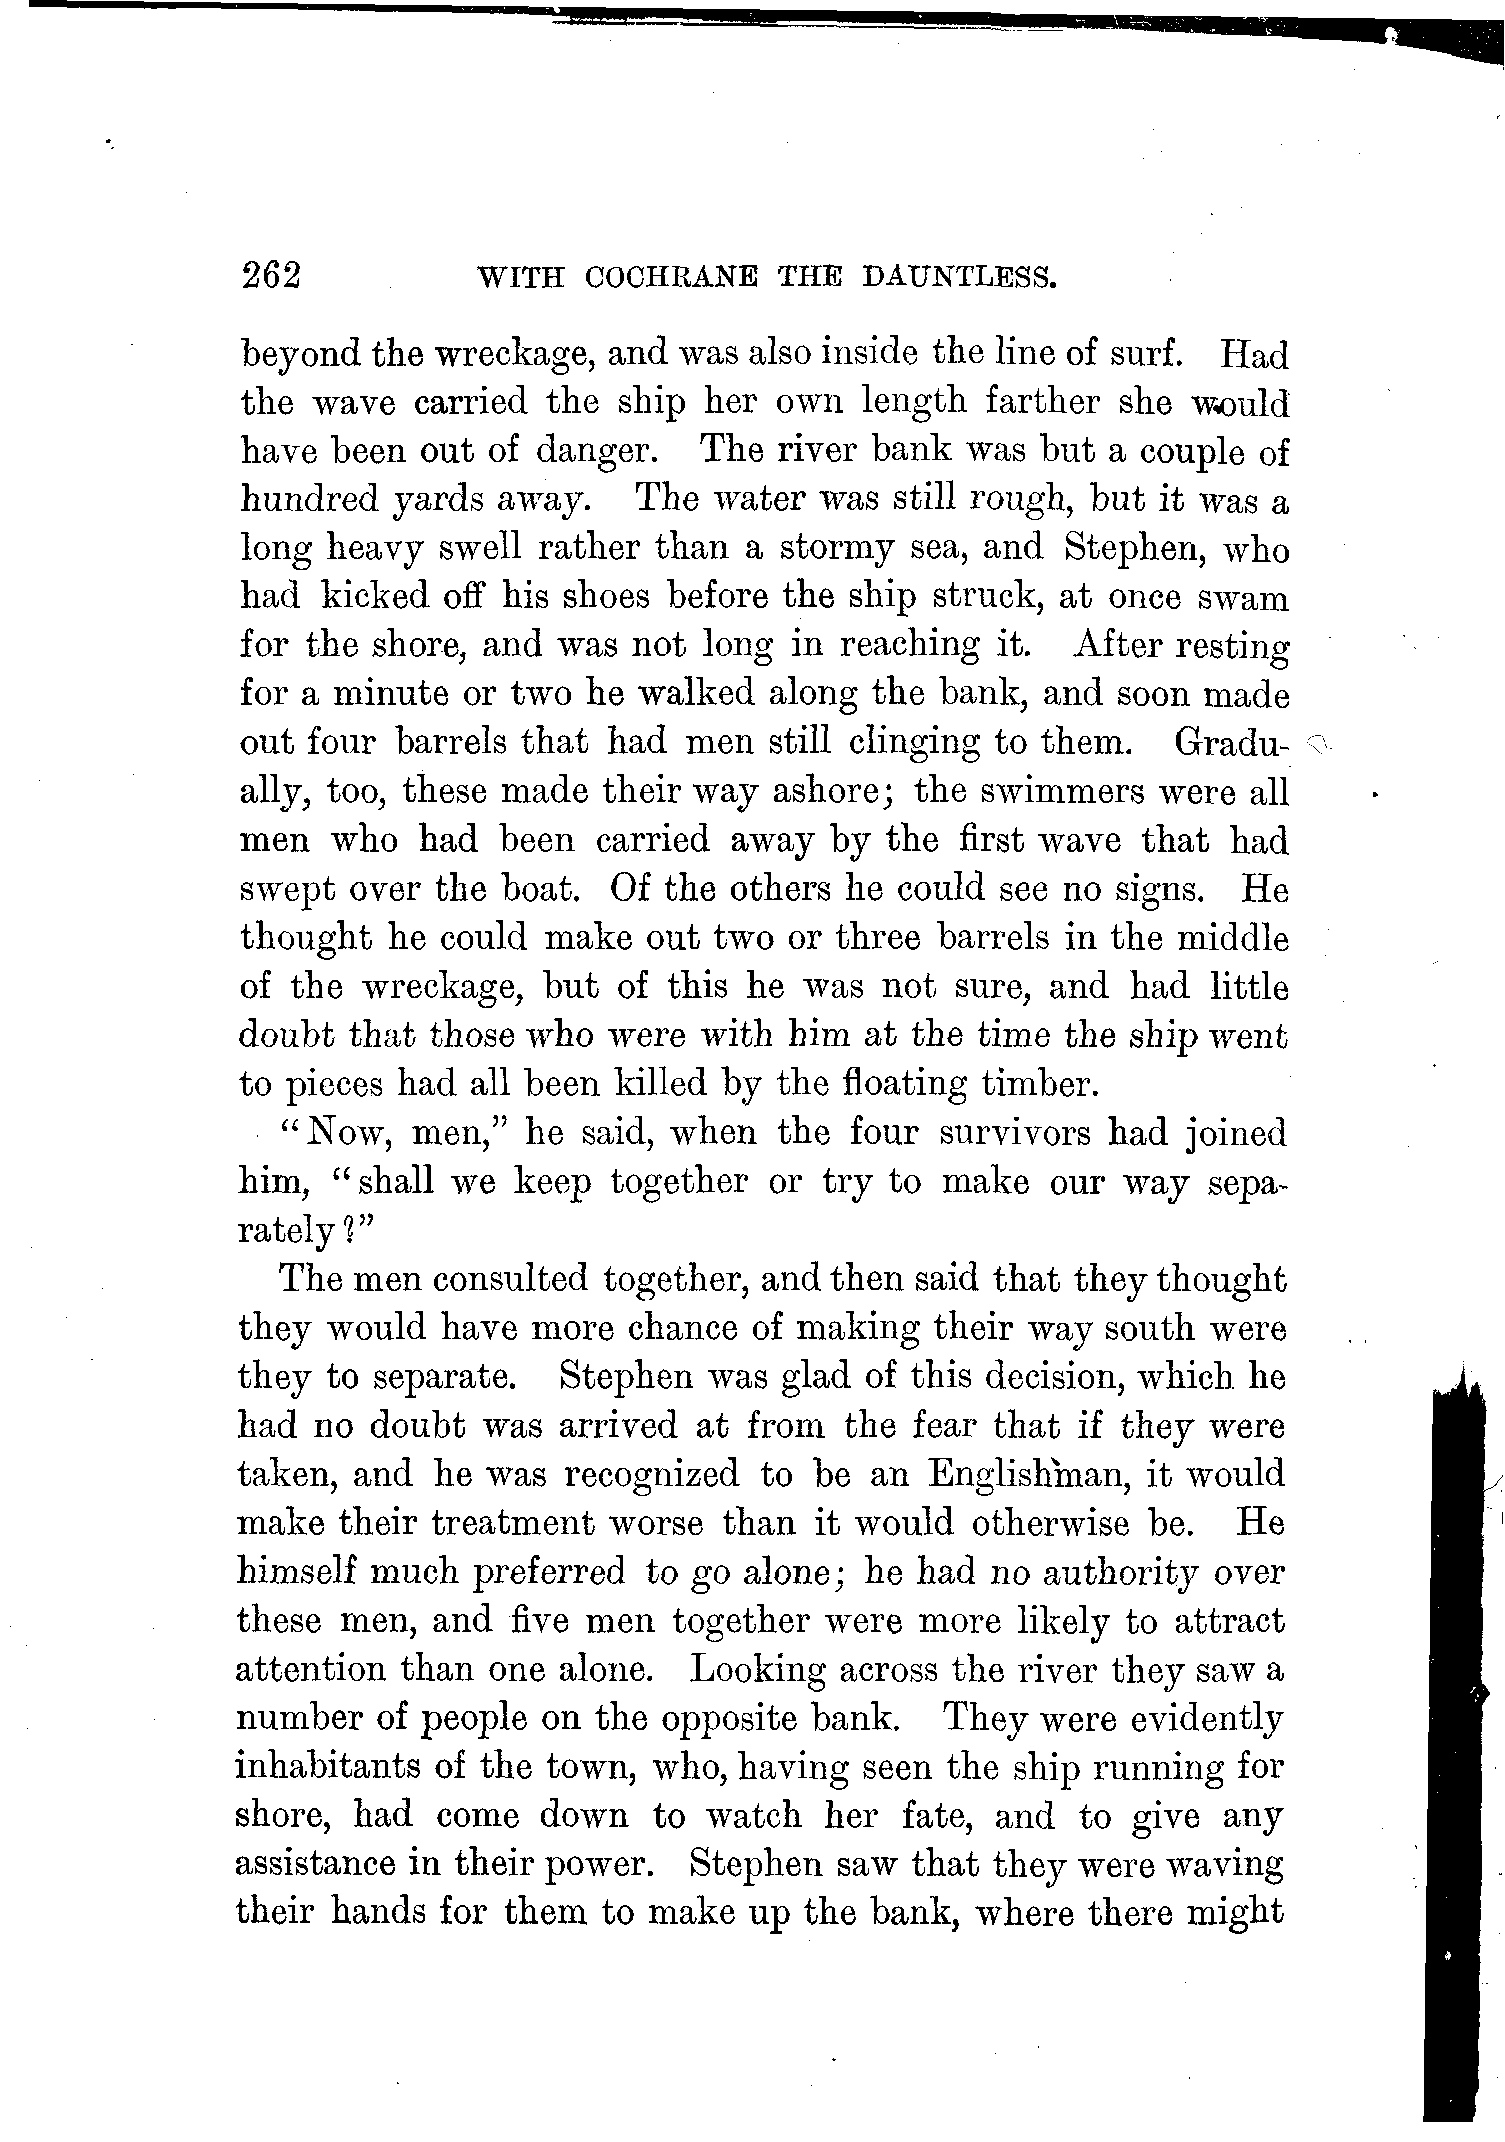 262 WITH COCHRANE THE DAUNTLESS.
beyond the wreckage, and was also inside the line of surf. Had
the wave carried the ship her own length farther she would
have been out of danger. The river bank was but a couple of
hundred yards away. The water was still rough, but it was a
long heavy swell rather than a stormy sea, and Stephen, who
had kicked off his shoes before the ship struck, at once swam
for the shore, and was not long in reaching it. After resting
for a minute or two he walked along the bank, and soon made
out four barrels that had men still clinging to them. Gradu-
ally, too, these made their way ashore; the swimmers were all
men who had been carried away by the first wave that had
swept over the boat. Of the others he could see no signs. He
thought he could make out two or three barrels in the middle
of the wreckage, but of this he was not sure, and had little
doubt that those who were with him at the time the ship went
to pieces had all been killed by the floating timber.
"Now, men," he said, when the four survivors had joined
him, "shall we keep together or try to make our way sepa-
rately?"
The men consulted together, and then said that they thought
they would have more chance of making their way south were
they to separate. Stephen was glad of this decision, which he
had no doubt was arrived at from the fear that if they were
taken, and he was recognized to be an Englishman, it would
make their treatment worse than it would otherwise be. He
himself much preferred to go alone; he had no authority over
these men, and five men together were more likely to attract
attention than one alone. Looking across the river they saw a
number of people on the opposite bank. They were evidently
inhabitants of the town, who, having seen the ship running for
shore, had come down to watch her fate, and to give any
assistance in their power. Stephen saw that they were waving
their hands for them to make up the bank, where there might